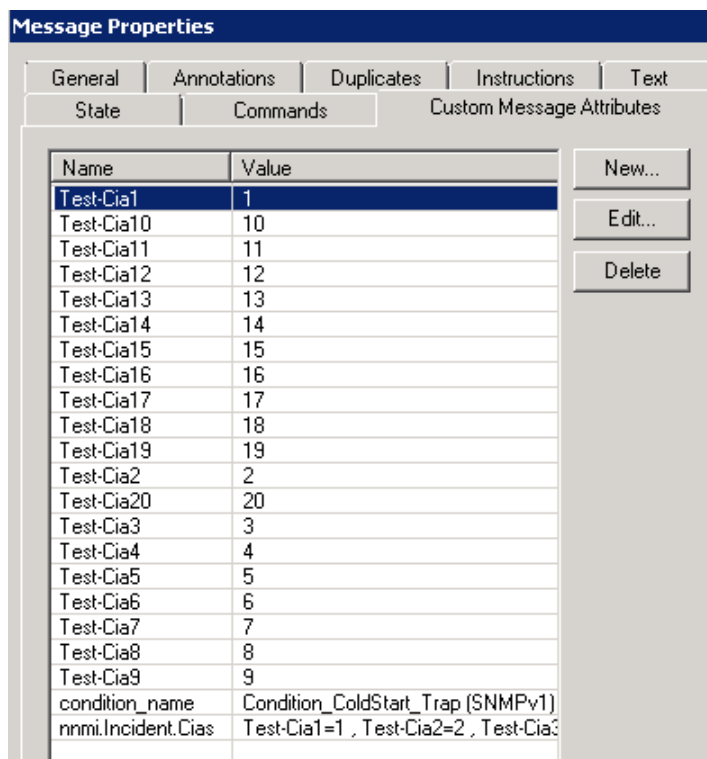 Message Properties
General Annotations Duplicates Instructions Text
State Commands Custom Message Attributes
Name Value
New...
Test-Cia1 1
Test-Cia10 10
Edit...
Test-Cia11 11
Test-Cia12 12
Delete
Test-Cia13 13
Test-Cia14 14
Test-Cia15 15
Test-Cia16 16
Test-Cia17 17
Test-Cia18 18
Test-Cia19 19
Test-Cia2 2
Test-Cia20 20
Test-Cia3 3
Test-Cia4 4
Test-Cia5 5
Test-Cia6 6
Test-Cia7 7
Test-Cia8 8
Test-Cia9 9
condition_name Condition_ColdStart_Trap (SNMPv1)
nnmi.Incident.Cias Test-Cia1=1 , Test-Cia2=2 , Test-Cia3